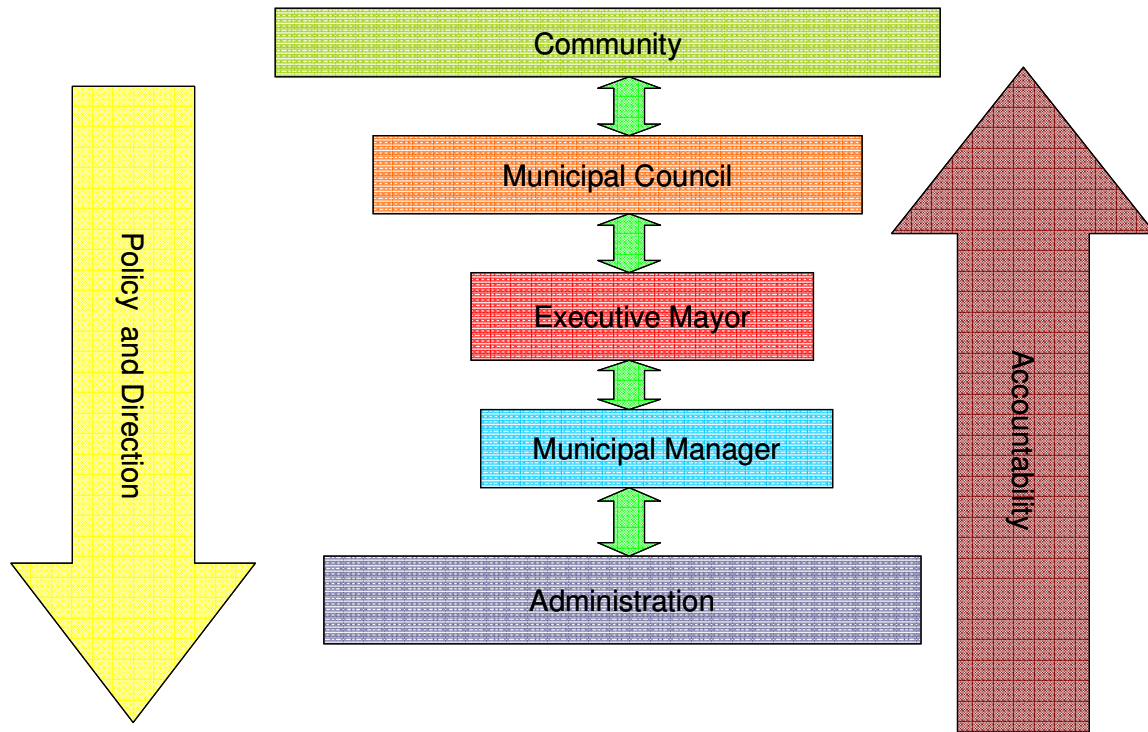 Community
Municipal Council
Policy and Direction
Executive Mayor
Accountability
Municipal Manager
Administration